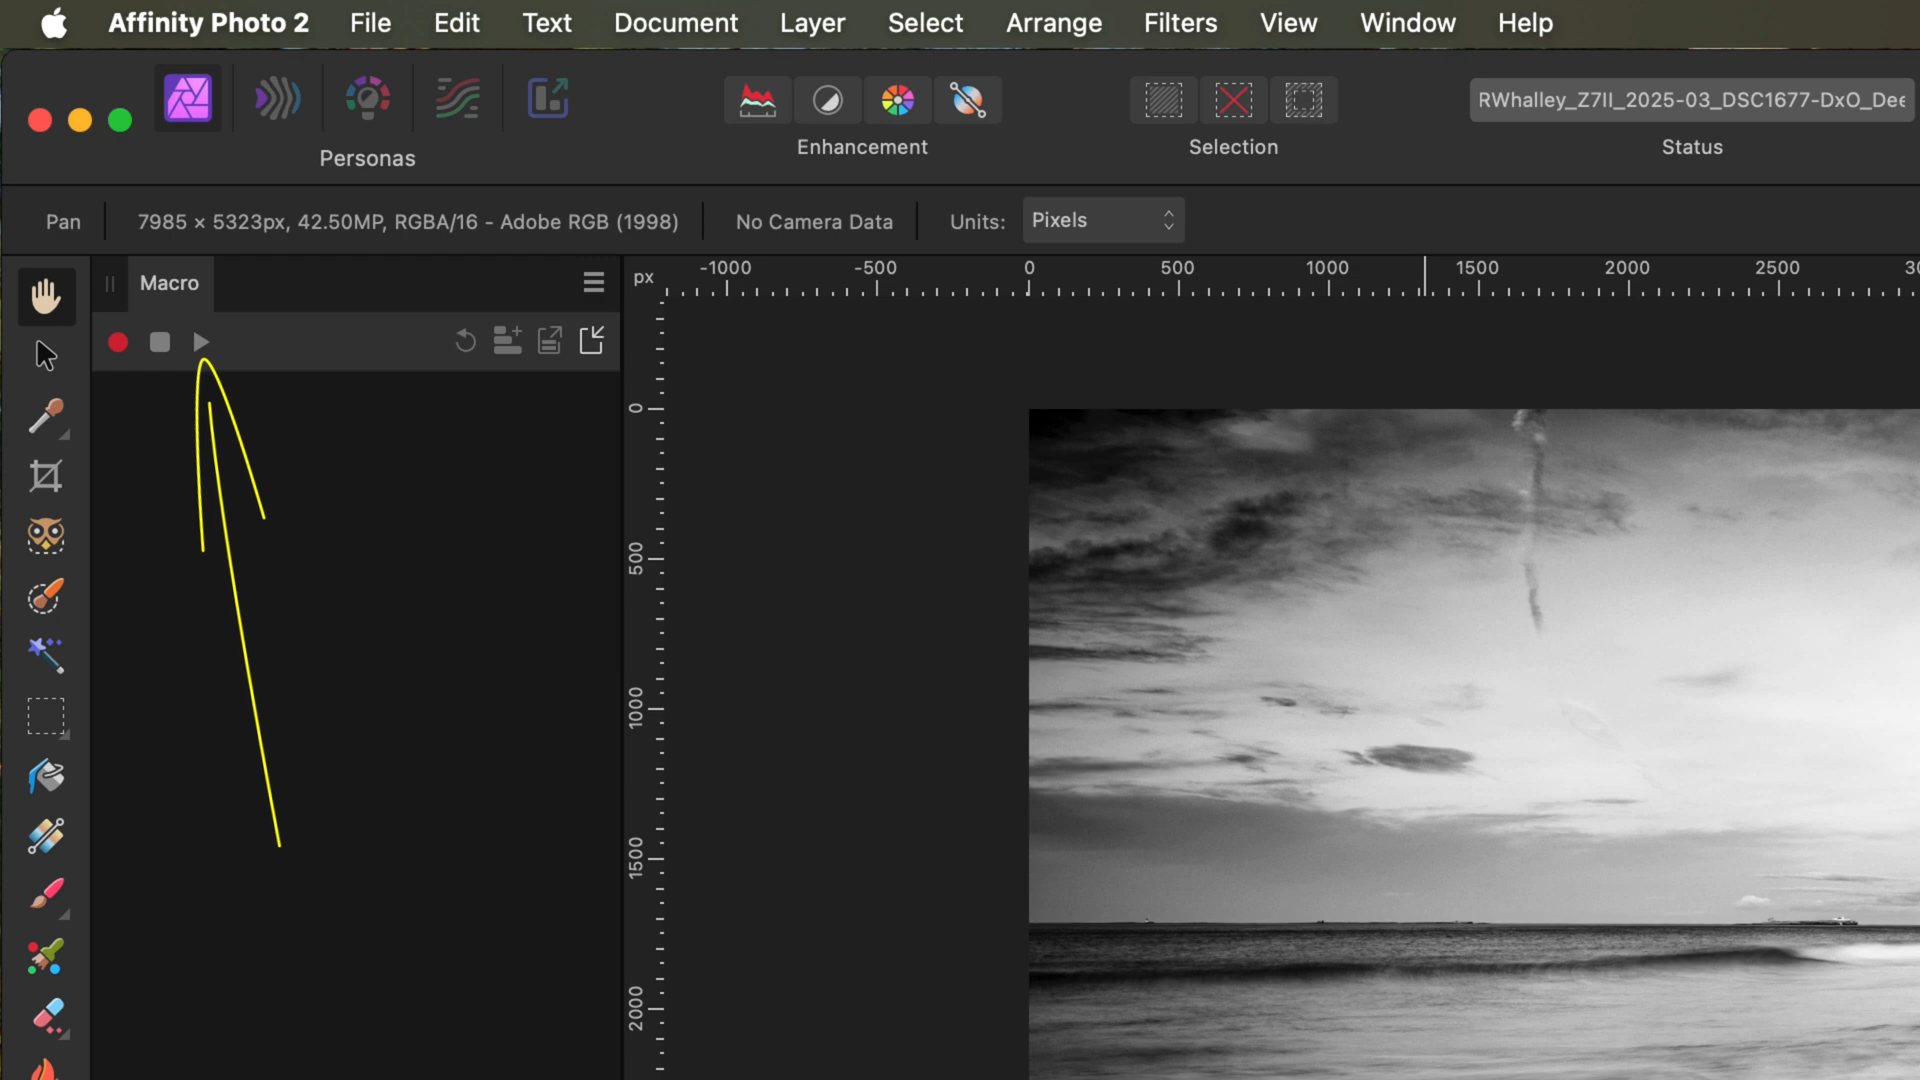 Affinity Photo 2 File Edit Text Document Layer Select Arrange Filters View Window Help
Personas
Enhancement
Selection
RWhalley_Z7II_2025-03_DSC1677-DxO_Dee
Status
Pan
7985 × 5323px, 42.50MP, RGBA/16 - Adobe RGB (1998)
No Camera Data
Units: Pixels
Macro
px -1000 -500 0 500 1000 1500 2000 2500 30
0
500
1000
1500
2000